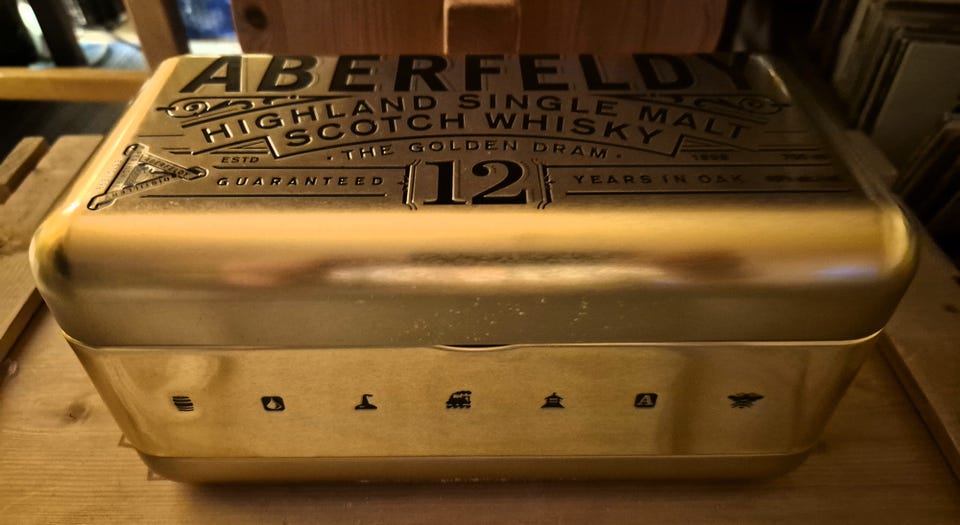 ABERFELDY
HIGHLAND SINGLE MALT
SCOTCH WHISKY
· THE GOLDEN DRAM ·
ESTD 1898
GUARANTEED 12 YEARS IN OAK
A